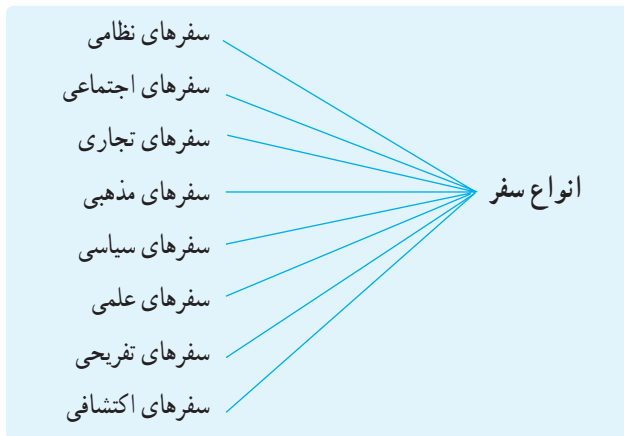 انواع سفر
سفرهای نظامی
سفرهای اجتماعی
سفرهای تجاری
سفرهای مذهبی
سفرهای سیاسی
سفرهای علمی
سفرهای تفریحی
سفرهای اکتشافی